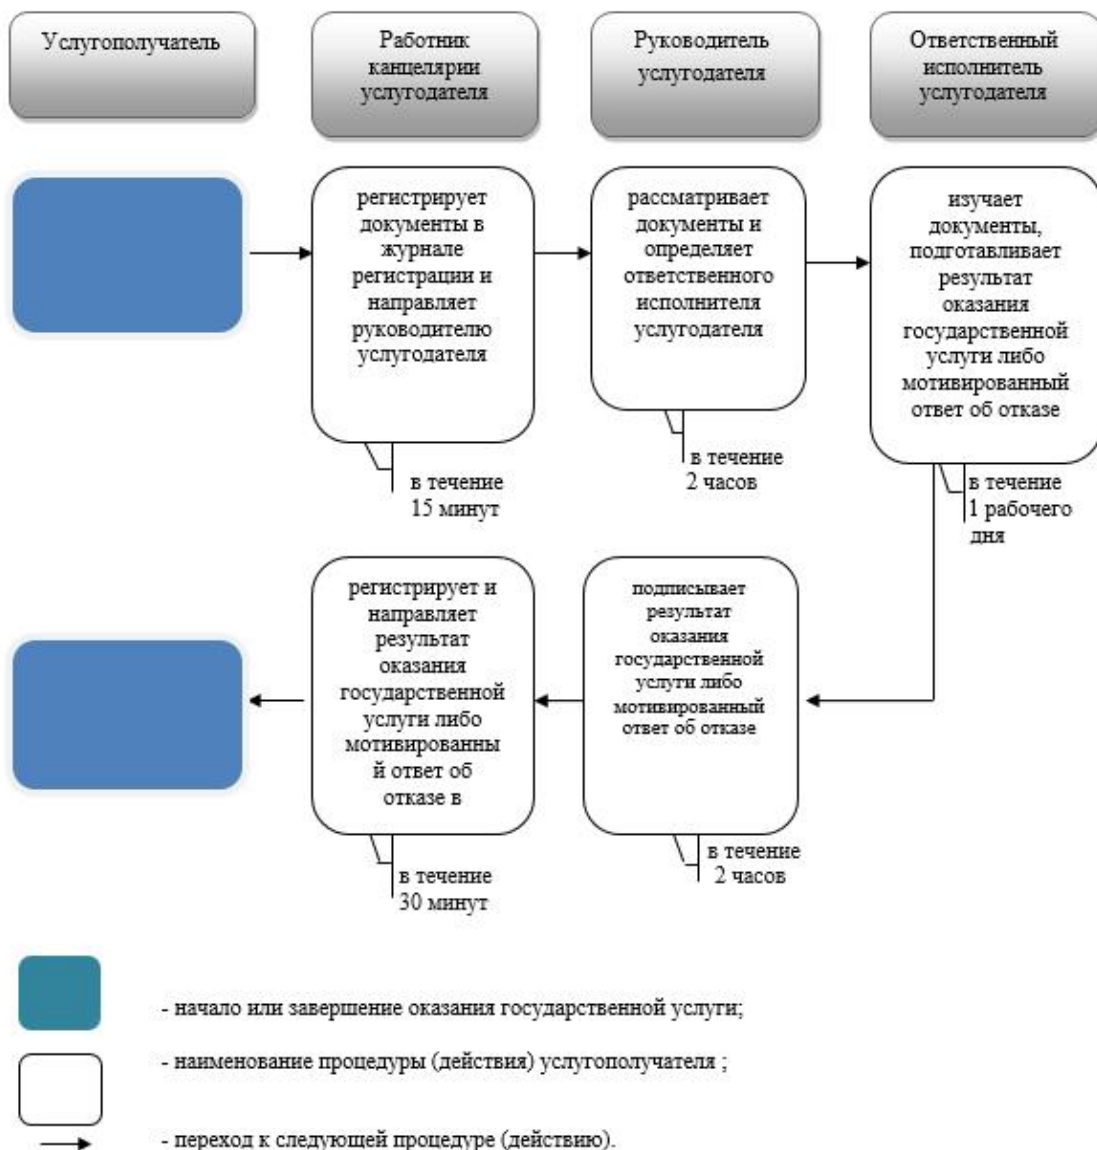 Услугополучатель
Работник
канцелярии
услугодателя
Руководитель
услугодателя
Ответственный
исполнитель
услугодателя
регистрирует
документы в
журнале
регистрации и
направляет
руководителю
услугодателя
в течение
15 минут
рассматривает
документы и
определяет
ответственного
исполнителя
услугодателя
в течение
2 часов
изучает
документы,
подготавливает
результат
оказания
государственной
услуги либо
мотивированный
ответ об отказе
в течение
1 рабочего
дня
регистрирует и
направляет
результат
оказания
государственной
услуги либо
мотивированны
й ответ об
отказе в
в течение
30 минут
подписывает
результат
оказания
государственной
услуги либо
мотивированный
ответ об отказе
в течение
2 часов
- начало или завершение оказания государственной услуги;
- наименование процедуры (действия) услугополучателя ;
- переход к следующей процедуре (действию).